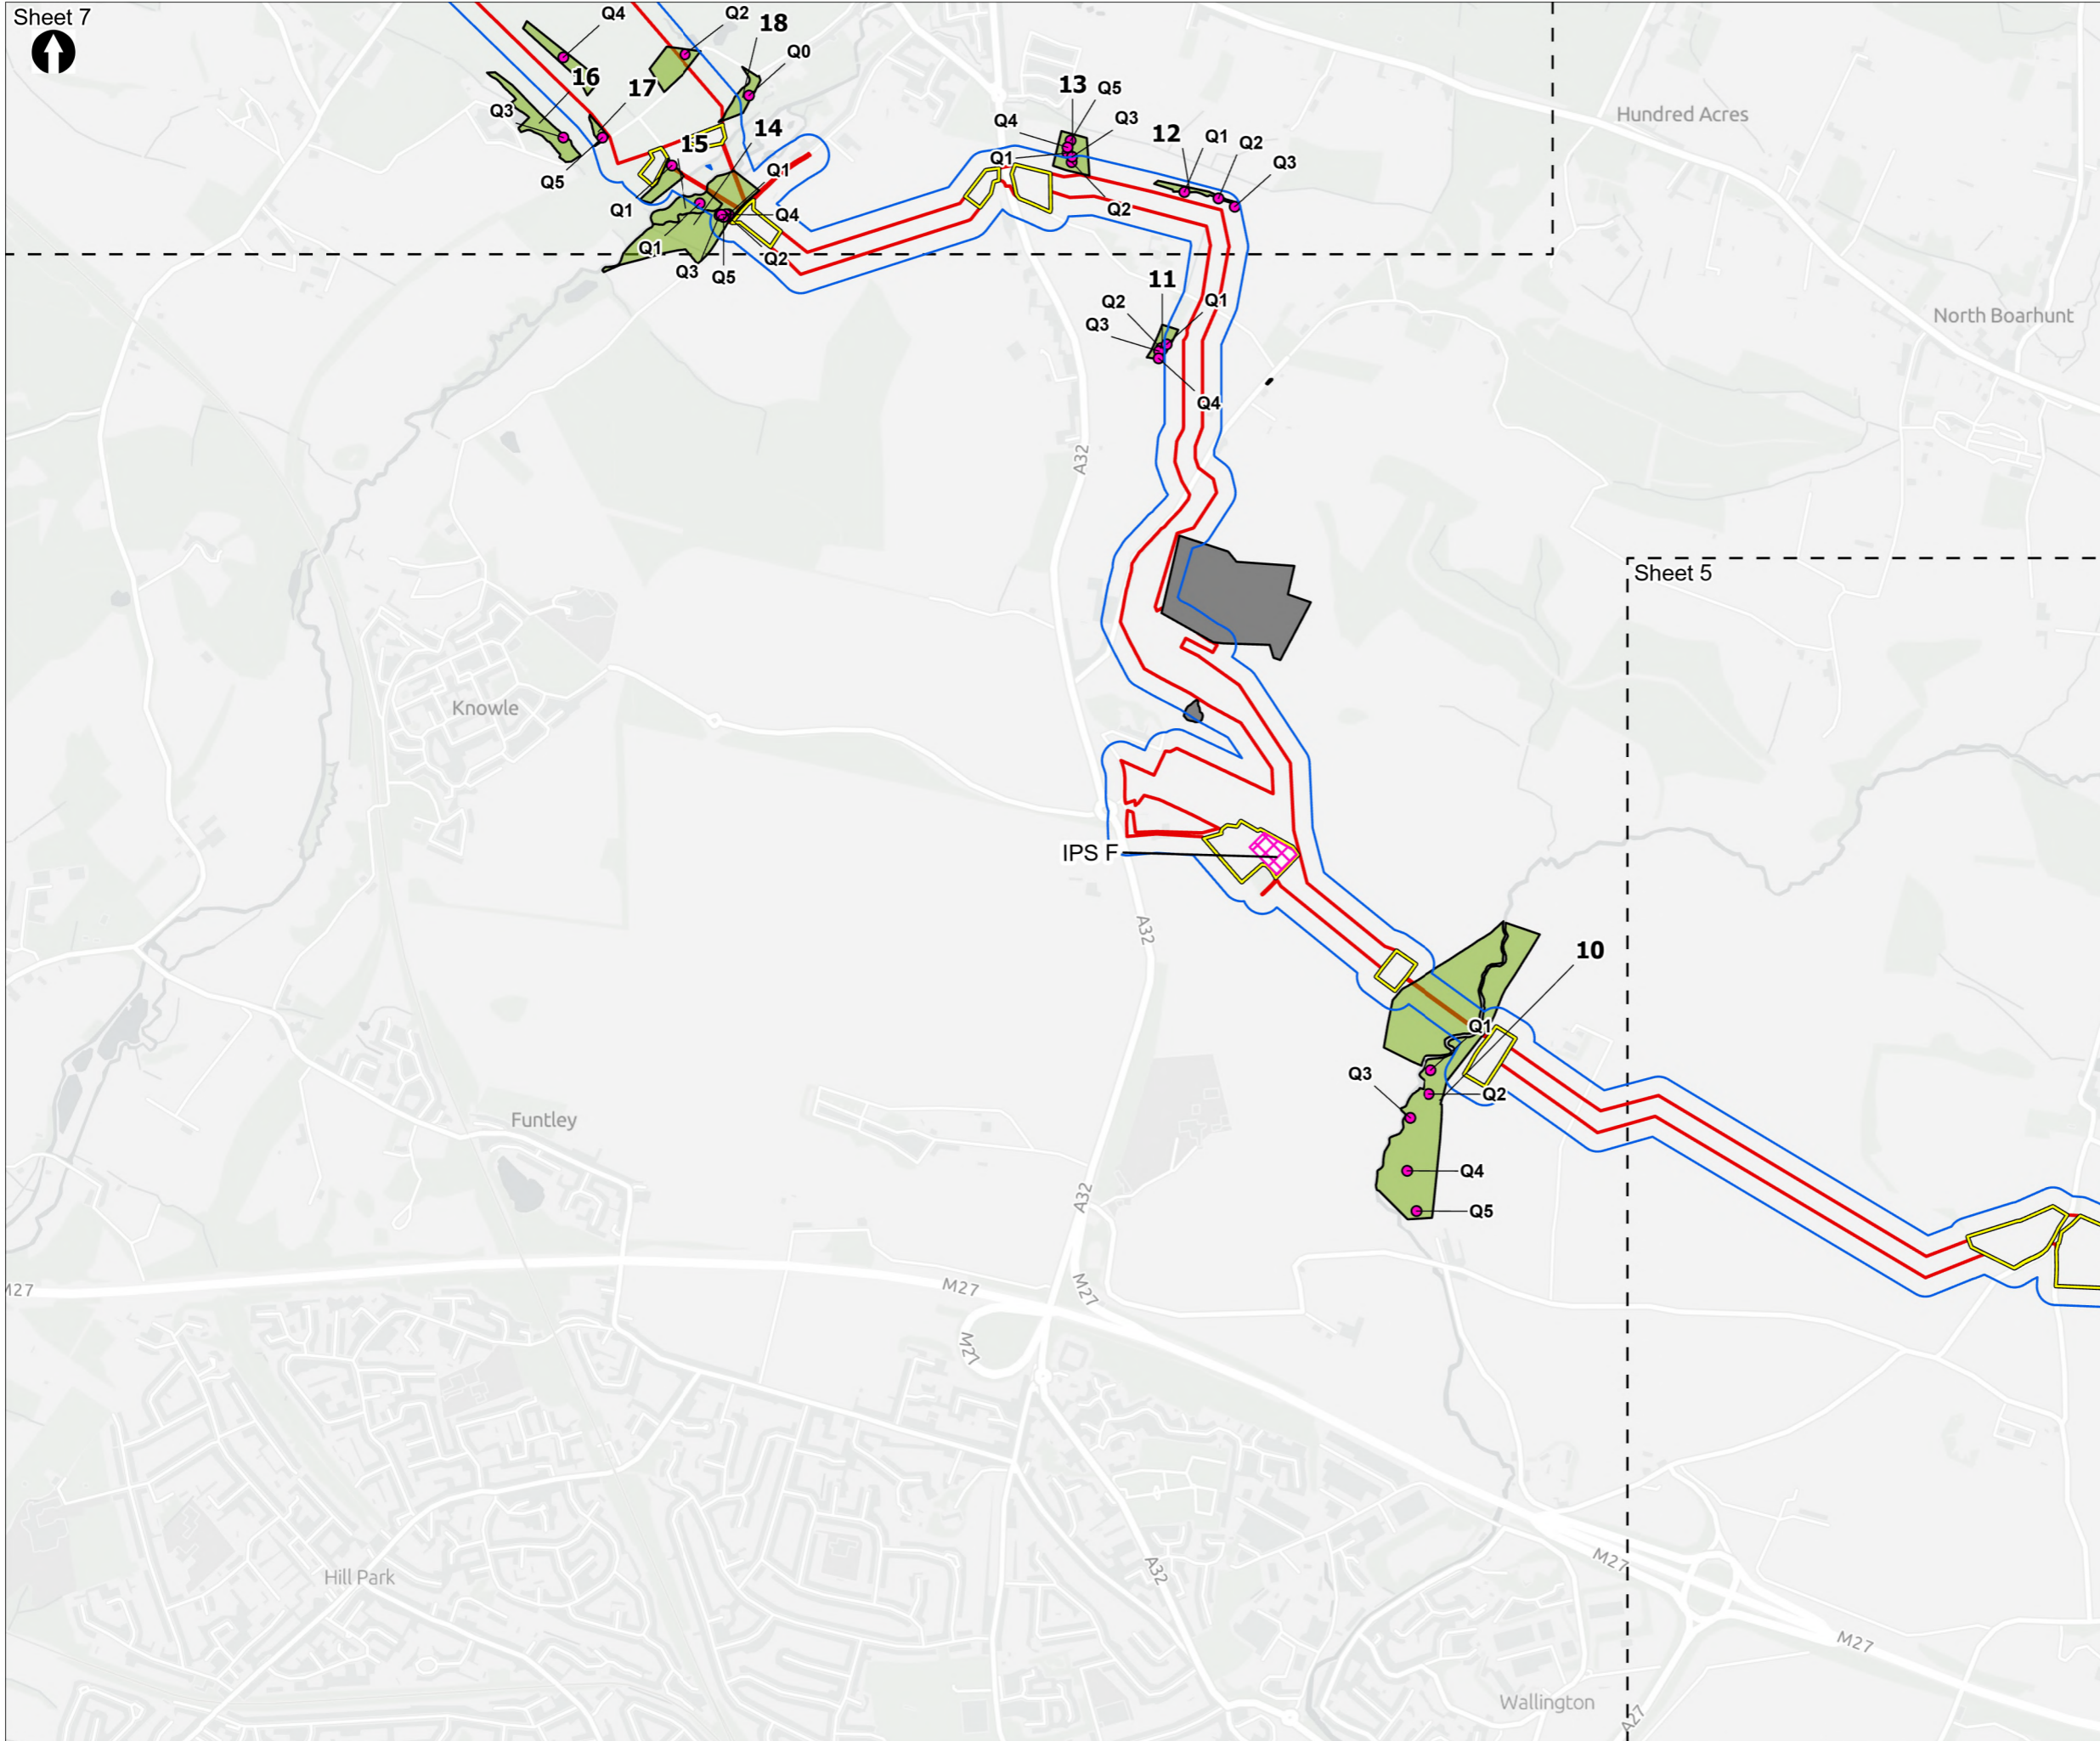 Sheet 7
Q4
Q2
18
Q0
16
17
Q3
13
Q5
Q4
Q3
Hundred Acres
14
12
Q1
Q2
15
Q1
Q3
Q5
Q1
Q1
Q4
Q2
Q1
Q2
Q3
Q5
11
Q2
Q1
Q3
North Boarhunt
Q4
A32
Sheet 5
Knowle
IPS F
A32
10
Q1
Q3
Q2
Funtley
Q4
A32
Q5
M27
M27
M27
M27
Hill Park
A32
M27
M27
Wallington
A27